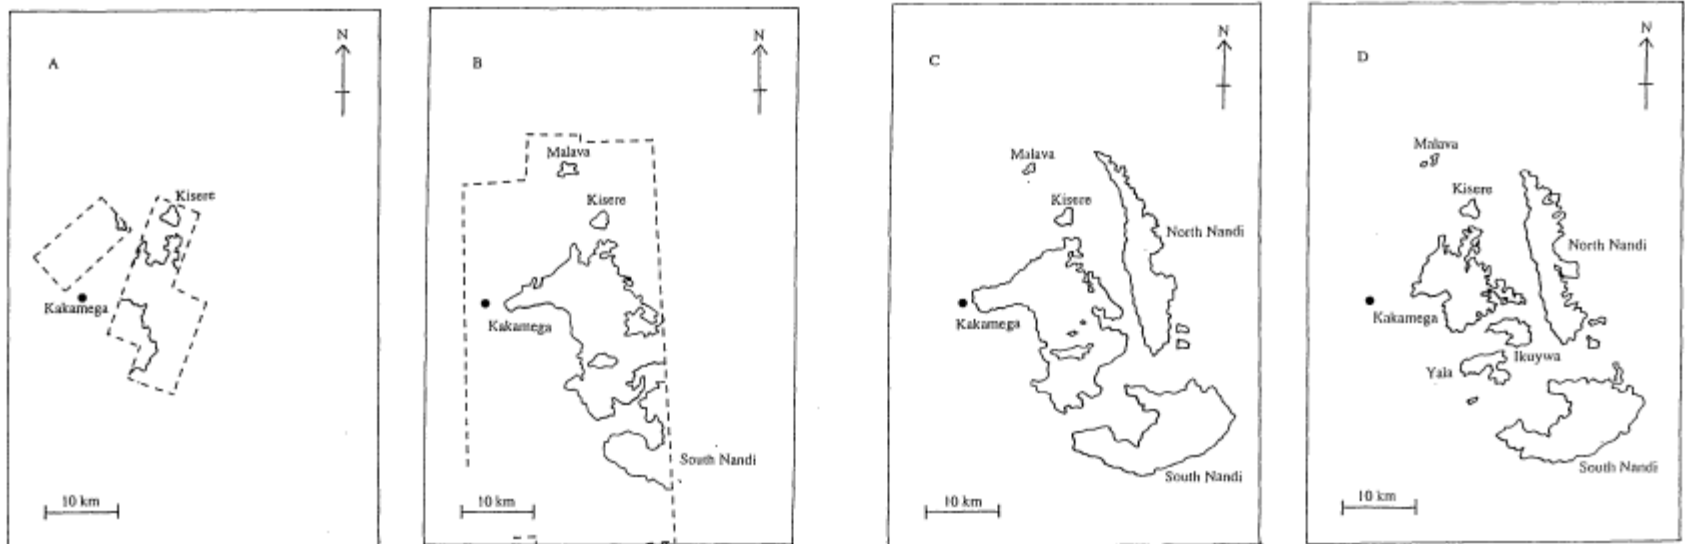 A
N
Kisere
Kakamega
10 km
B
N
Malava
Kisere
Kakamega
South Nandi
10 km
C
N
Malava
Kisere
North Nandi
Kakamega
South Nandi
10 km
D
N
Malava
Kisere
North Nandi
Kakamega
Ikuywa
Yala
South Nandi
10 km